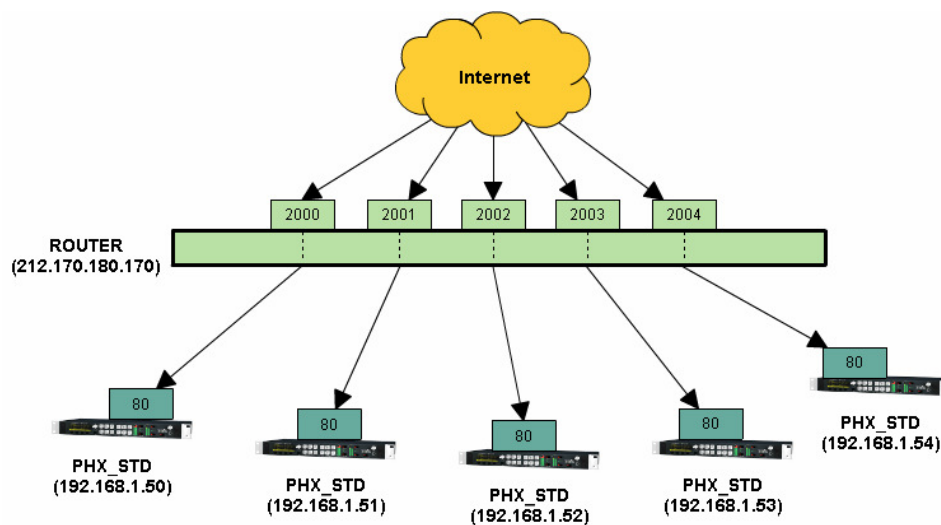 Internet
2000
2001
2002
2003
2004
ROUTER
(212.170.180.170)
80
PHX_STD
(192.168.1.50)
80
PHX_STD
(192.168.1.51)
80
PHX_STD
(192.168.1.52)
80
PHX_STD
(192.168.1.53)
80
PHX_STD
(192.168.1.54)